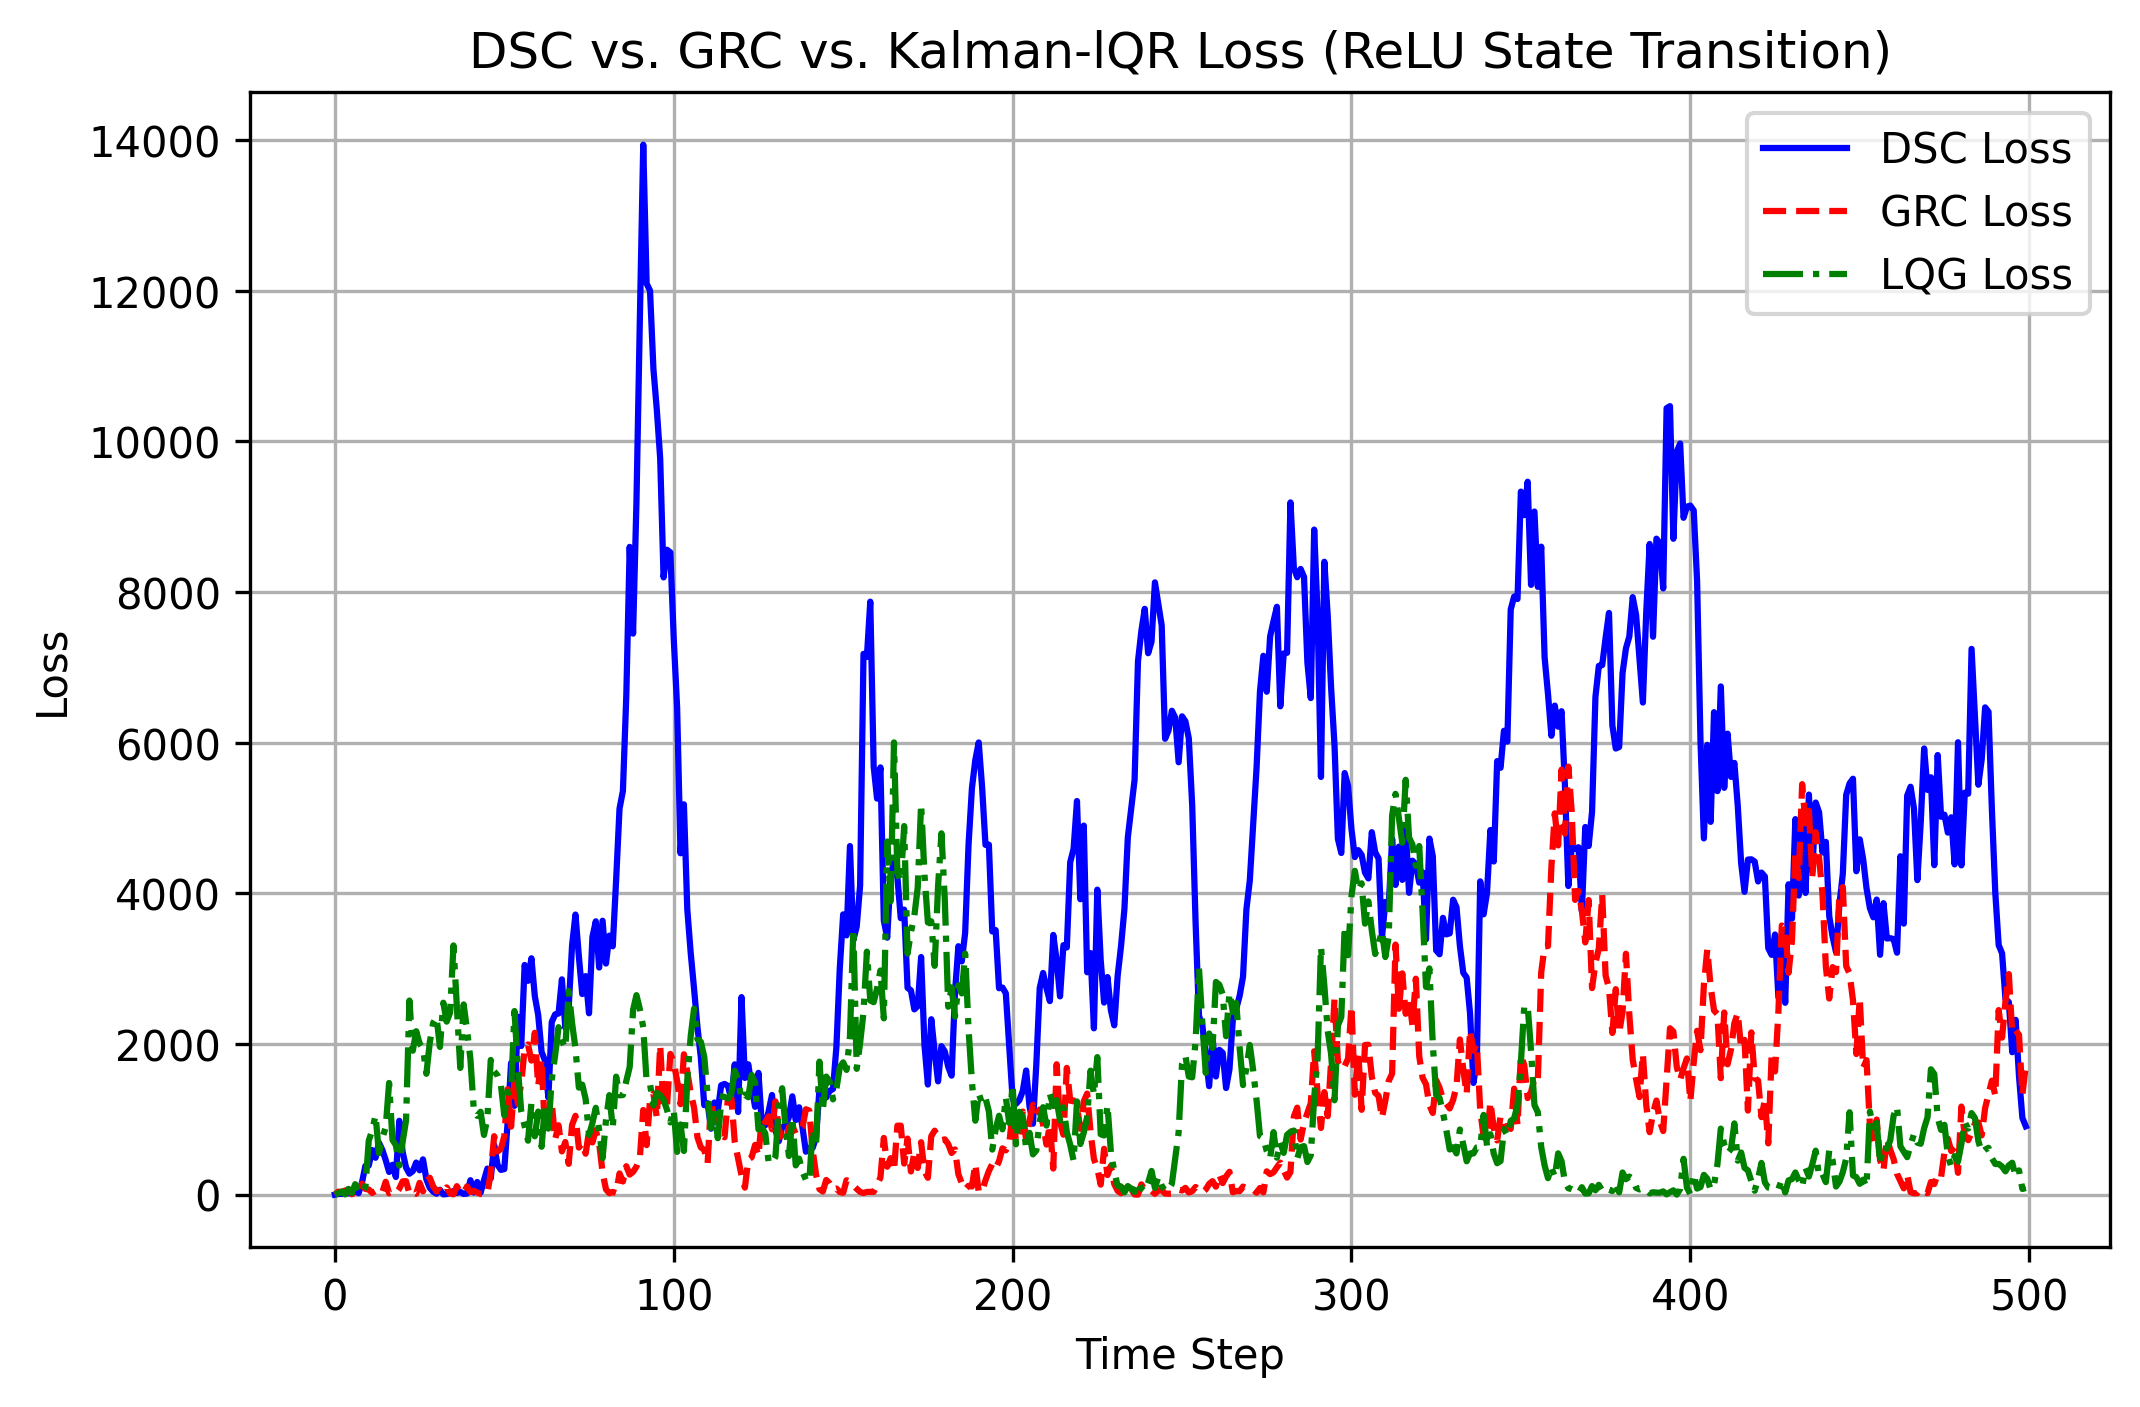 DSC vs. GRC vs. Kalman-lQR Loss (ReLU State Transition)
14000
12000
10000
8000
6000
4000
2000
0
Loss
DSC Loss
GRC Loss
LQG Loss
0 100 200 300 400 500
Time Step